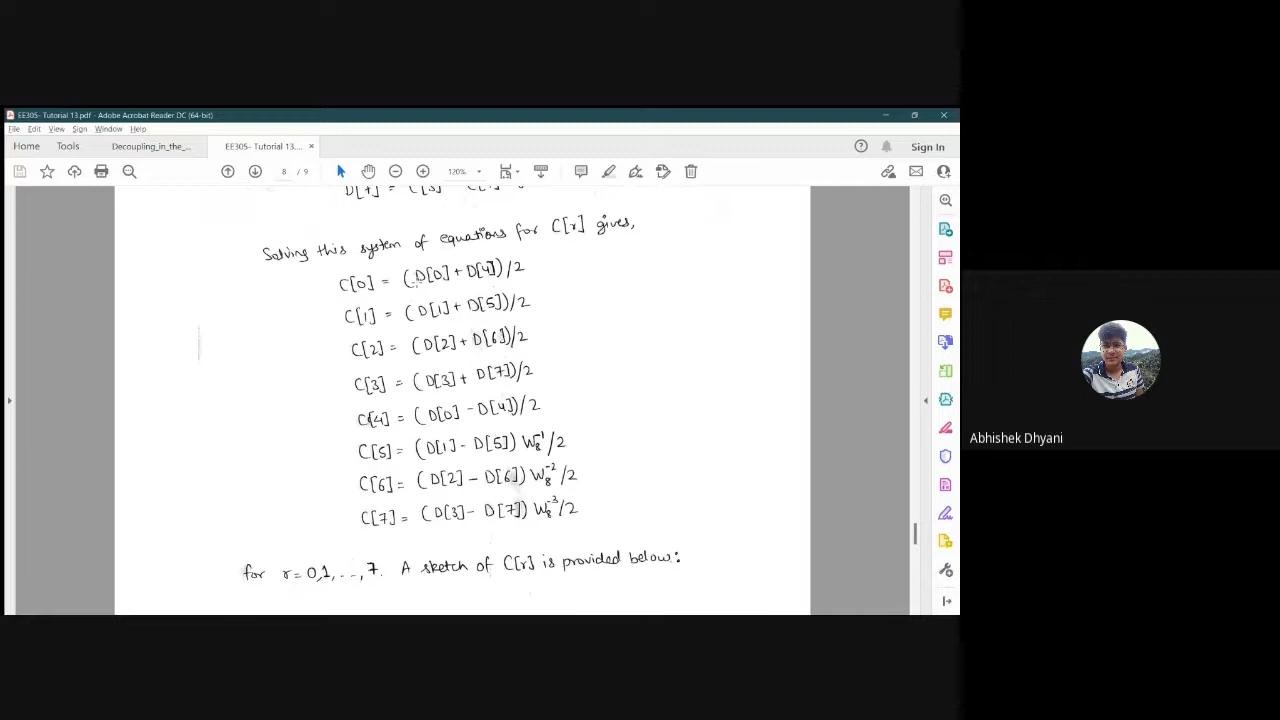 EE305- Tutorial 13.pdf - Adobe Acrobat Reader DC (64-bit)
File Edit View Sign Window Help
Home Tools Decoupling_in_the_... EE305- Tutorial 13.... × Sign In
8 / 9 120%
Solving this system of equations for C[r] gives,
C[0] = (D[0] + D[4])/2
C[1] = (D[1] + D[5])/2
C[2] = (D[2] + D[6])/2
C[3] = (D[3] + D[7])/2
C[4] = (D[0] - D[4])/2
C[5] = (D[1] - D[5]) W₈⁻¹/2
C[6] = (D[2] - D[6]) W₈⁻²/2
C[7] = (D[3] - D[7]) W₈⁻³/2
for r = 0,1, ..., 7. A sketch of C[r] is provided below:
Abhishek Dhyani